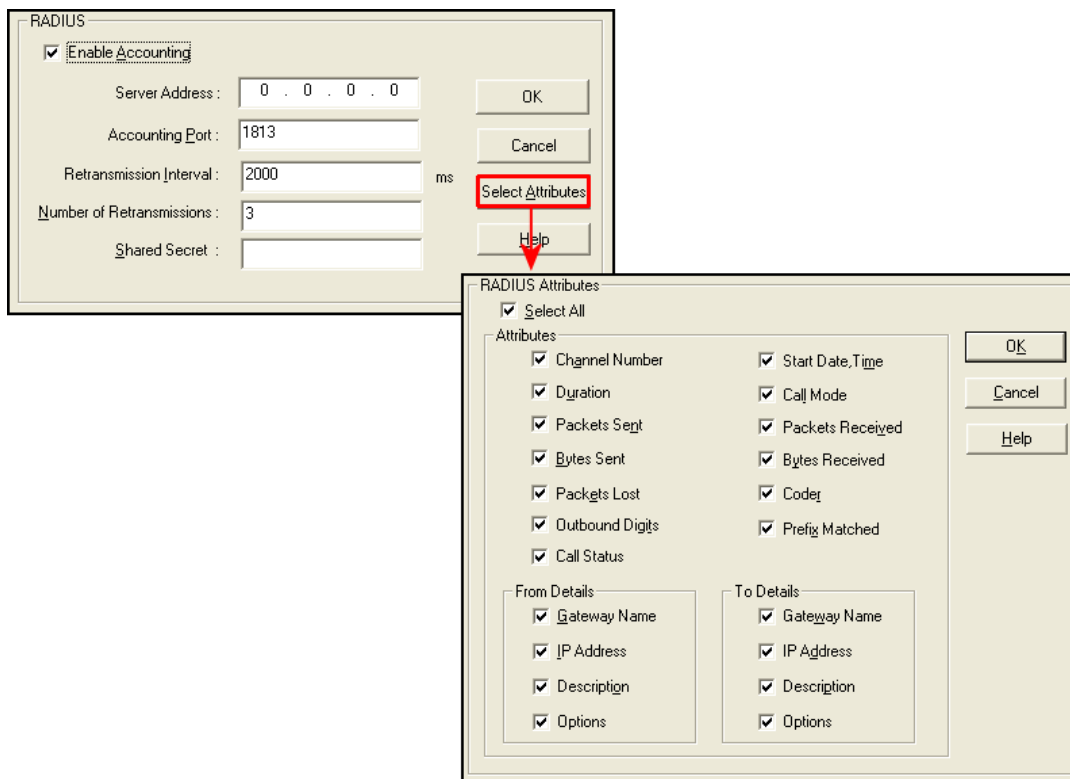 RADIUS
Enable Accounting
Server Address : 0 . 0 . 0 . 0
OK
Accounting Port : 1813
Cancel
Retransmission Interval : 2000 ms
Select Attributes
Number of Retransmissions : 3
Help
Shared Secret :
RADIUS Attributes
Select All
Attributes
OK
Channel Number Start Date,Time
Duration Call Mode
Cancel
Packets Sent Packets Received
Help
Bytes Sent Bytes Received
Packets Lost Coder
Outbound Digits Prefix Matched
Call Status
From Details To Details
Gateway Name Gateway Name
IP Address IP Address
Description Description
Options Options